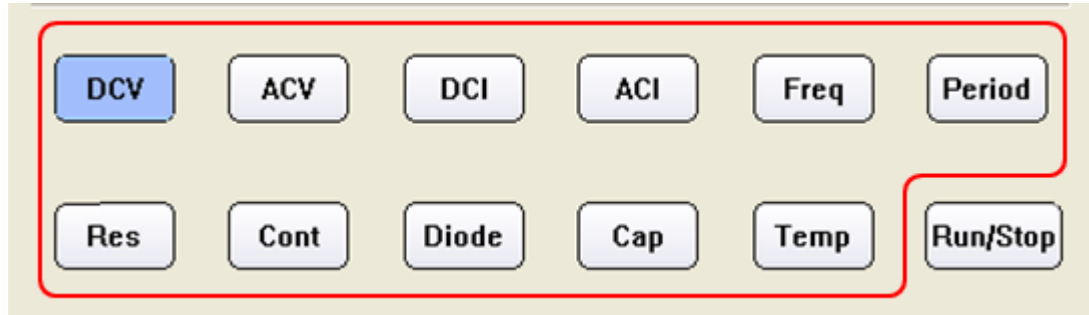 DCV ACV DCI ACI Freq Period
Res Cont Diode Cap Temp Run/Stop